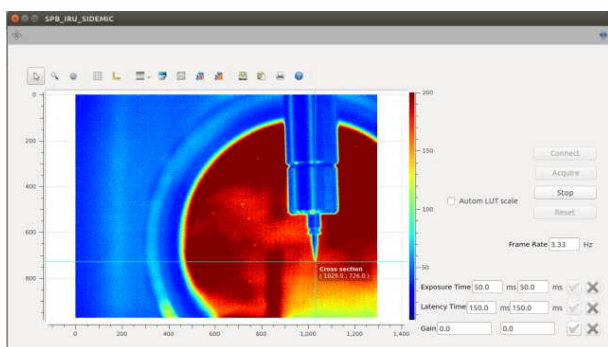 SPB_IRU_SIDEMIC
0
200
400
600
800
0
200
400
600
800
1,000
1,200
1,400
200
150
100
50
Cross section
( 1029.0 ; 726.0 )
Connect
Acquire
Autom LUT scale
Stop
Reset
Frame Rate 3.33 Hz
Exposure Time 50.0 ms 50.0 ms
Latency Time 150.0 ms 150.0 ms
Gain 0.0 0.0